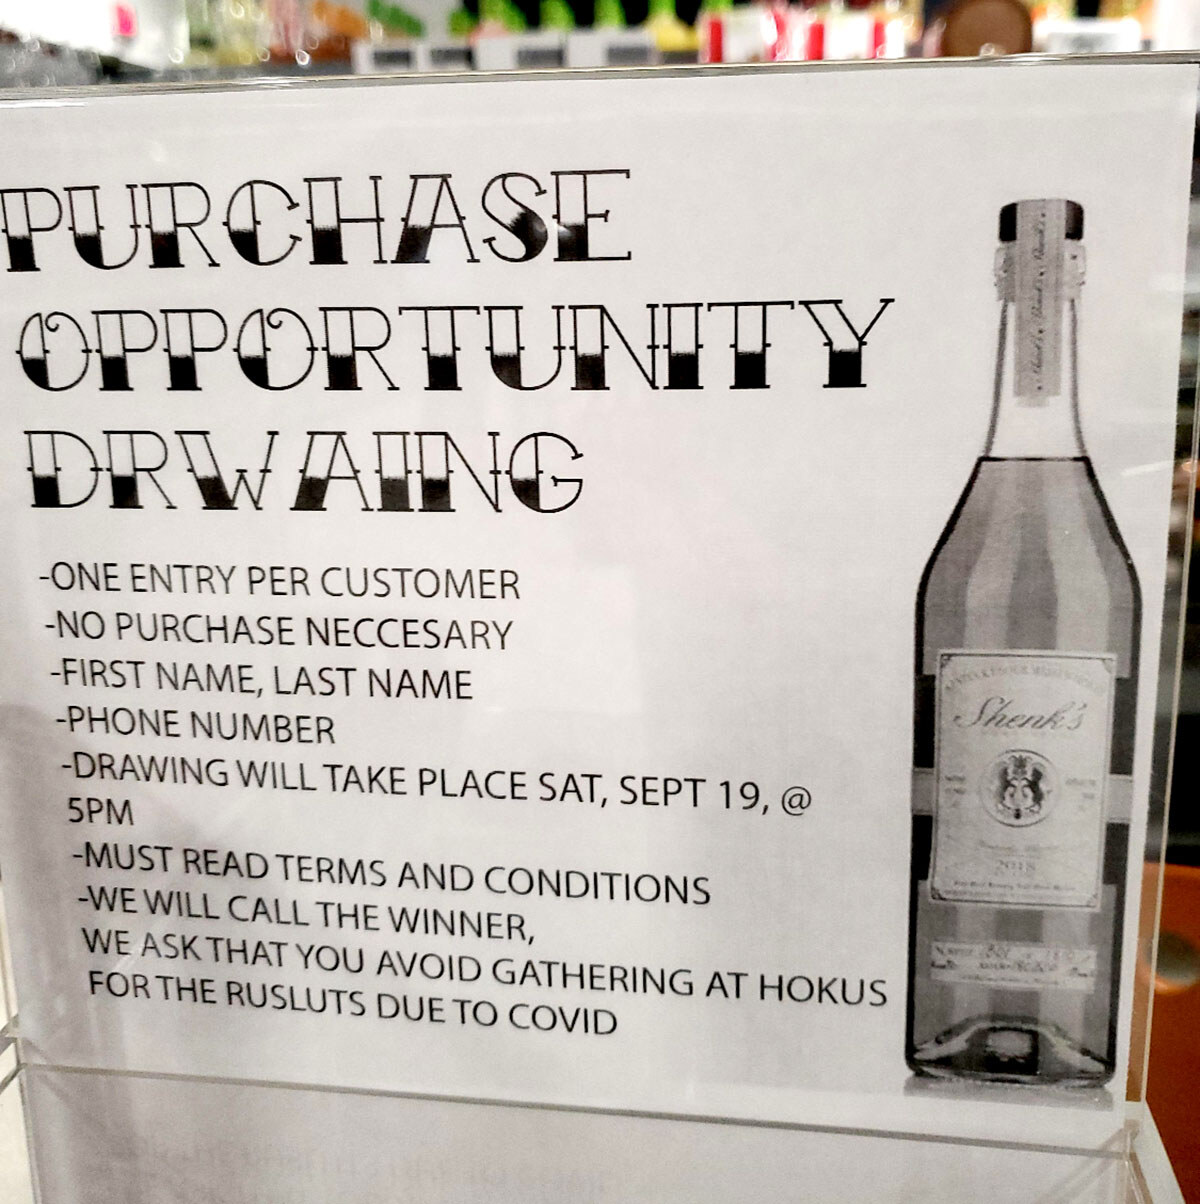 PURCHASE
OPPORTUNITY
DRWAING
-ONE ENTRY PER CUSTOMER
-NO PURCHASE NECCESARY
-FIRST NAME, LAST NAME
-PHONE NUMBER
-DRAWING WILL TAKE PLACE SAT, SEPT 19, @
5PM
-MUST READ TERMS AND CONDITIONS
-WE WILL CALL THE WINNER,
WE ASK THAT YOU AVOID GATHERING AT HOKUS
FOR THE RUSLUTS DUE TO COVID
Shenk's
2018